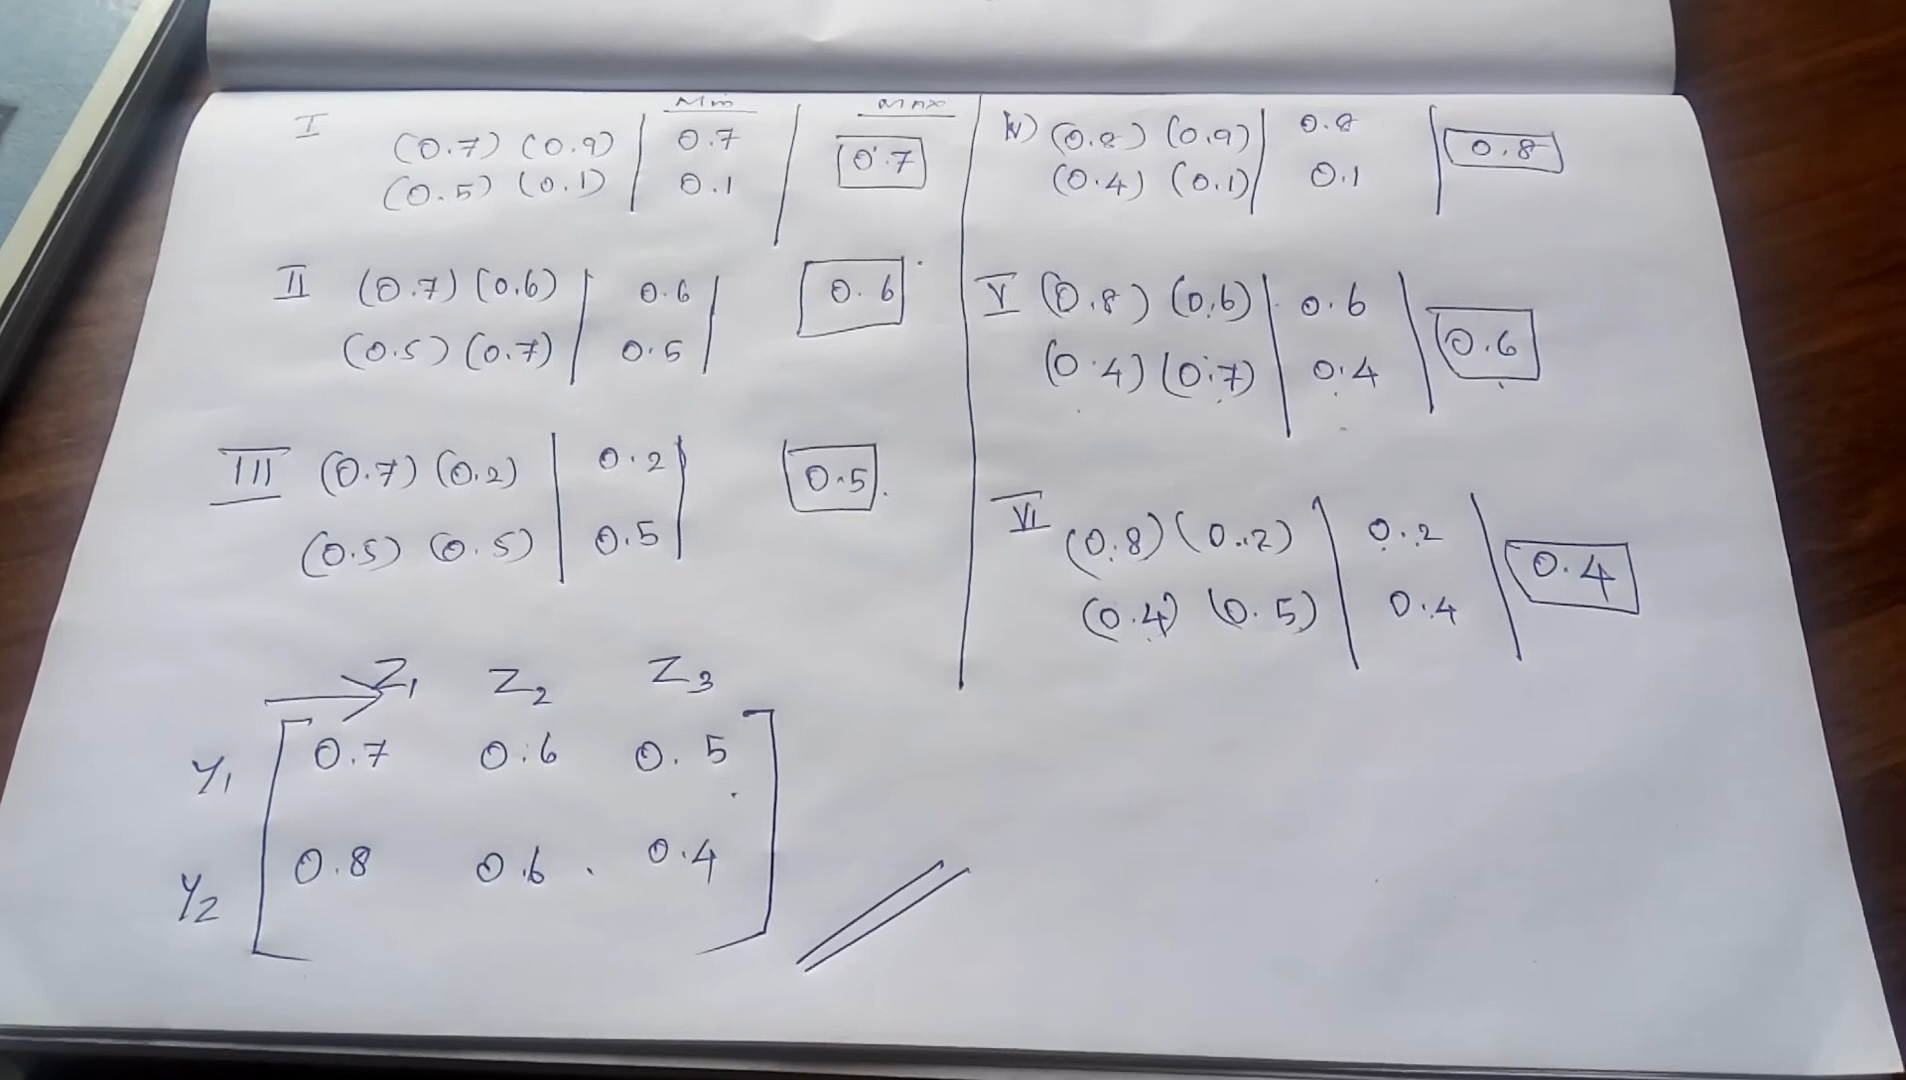 Min max
I (0.7) (0.9) 0.7 0.7
(0.5) (0.1) 0.1
II (0.7) (0.6) 0.6 0.6
(0.5) (0.7) 0.5
III (0.7) (0.2) 0.2 0.5
(0.5) (0.5) 0.5
IV) (0.8) (0.9) 0.8 0.8
(0.4) (0.1) 0.1
V (0.8) (0.6) 0.6 0.6
(0.4) (0.7) 0.4
VI (0.8) (0.2) 0.2 0.4
(0.4) (0.5) 0.4
Z1 Z2 Z3
Y1 0.7 0.6 0.5
Y2 0.8 0.6 0.4